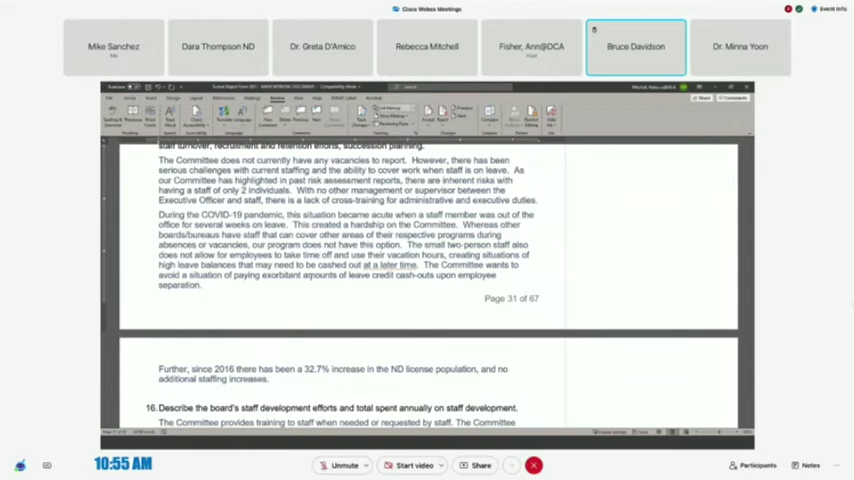 Cisco Webex Meetings
Event Info
Mike Sanchez
Me
Dara Thompson ND
Dr. Greta D'Amico
Rebecca Mitchell
Fisher, Ann@DCA
Host
Bruce Davidson
Dr. Minna Yoon
staff turnover, recruitment and retention efforts, succession planning.
The Committee does not currently have any vacancies to report. However, there has been
serious challenges with current staffing and the ability to cover work when staff is on leave. As
our Committee has highlighted in past risk assessment reports, there are inherent risks with
having a staff of only 2 individuals. With no other management or supervisor between the
Executive Officer and staff, there is a lack of cross-training for administrative and executive duties.
During the COVID-19 pandemic, this situation became acute when a staff member was out of the
office for several weeks on leave. This created a hardship on the Committee. Whereas other
boards/bureaus have staff that can cover other areas of their respective programs during
absences or vacancies, our program does not have this option. The small two-person staff also
does not allow for employees to take time off and use their vacation hours, creating situations of
high leave balances that may need to be cashed out at a later time. The Committee wants to
avoid a situation of paying exorbitant amounts of leave credit cash-outs upon employee
separation.
Page 31 of 67
Further, since 2016 there has been a 32.7% increase in the ND license population, and no
additional staffing increases.
16. Describe the board's staff development efforts and total spent annually on staff development.
The Committee provides training to staff when needed or requested by staff. The Committee
10:55 AM
Unmute
Start video
Share
Participants
Notes